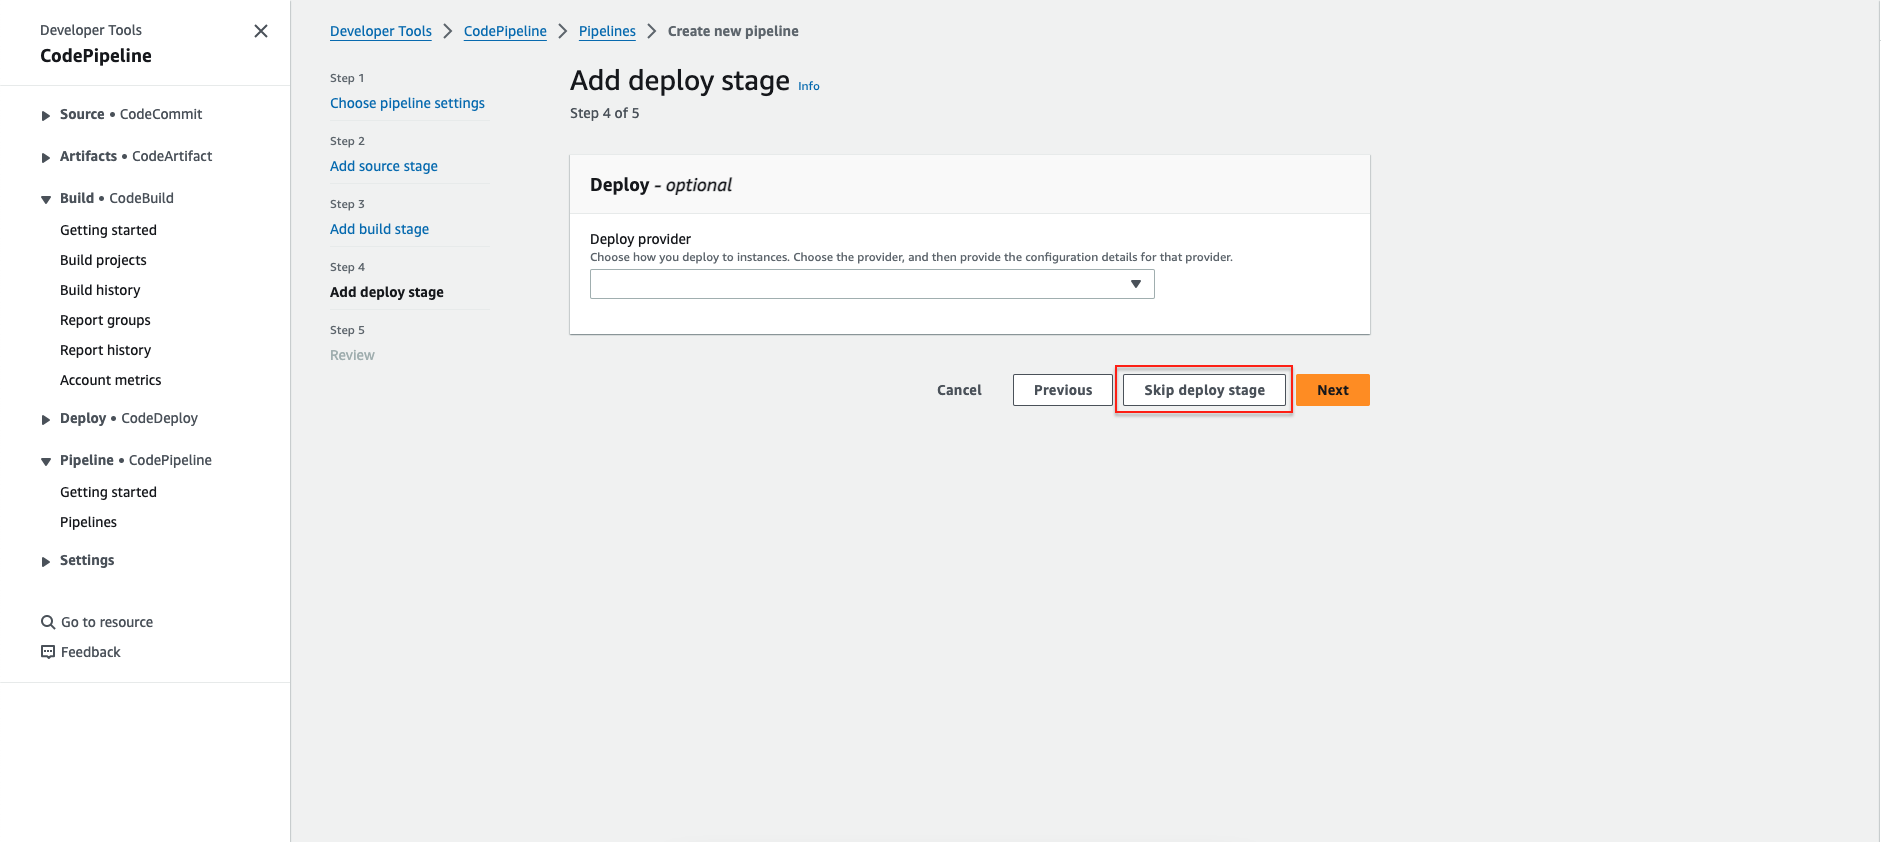 Developer Tools
CodePipeline
Source • CodeCommit
Artifacts • CodeArtifact
Build • CodeBuild
Getting started
Build projects
Build history
Report groups
Report history
Account metrics
Deploy • CodeDeploy
Pipeline • CodePipeline
Getting started
Pipelines
Settings
Go to resource
Feedback
Developer Tools > CodePipeline > Pipelines > Create new pipeline
Step 1
Choose pipeline settings
Step 2
Add source stage
Step 3
Add build stage
Step 4
Add deploy stage
Step 5
Review
Add deploy stage Info
Step 4 of 5
Deploy - optional
Deploy provider
Choose how you deploy to instances. Choose the provider, and then provide the configuration details for that provider.
Cancel Previous Skip deploy stage Next